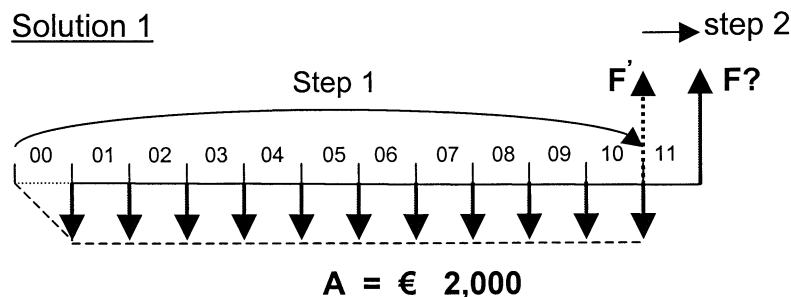 Solution 1
step 2
Step 1
F' F?
00 01 02 03 04 05 06 07 08 09 10 11
A = € 2,000